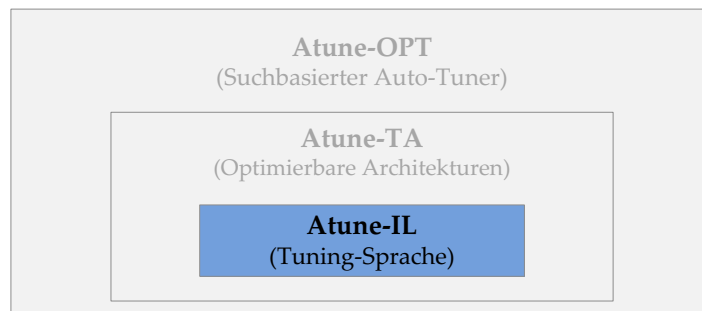 Atune-OPT
(Suchbasierter Auto-Tuner)
Atune-TA
(Optimierbare Architekturen)
Atune-IL
(Tuning-Sprache)